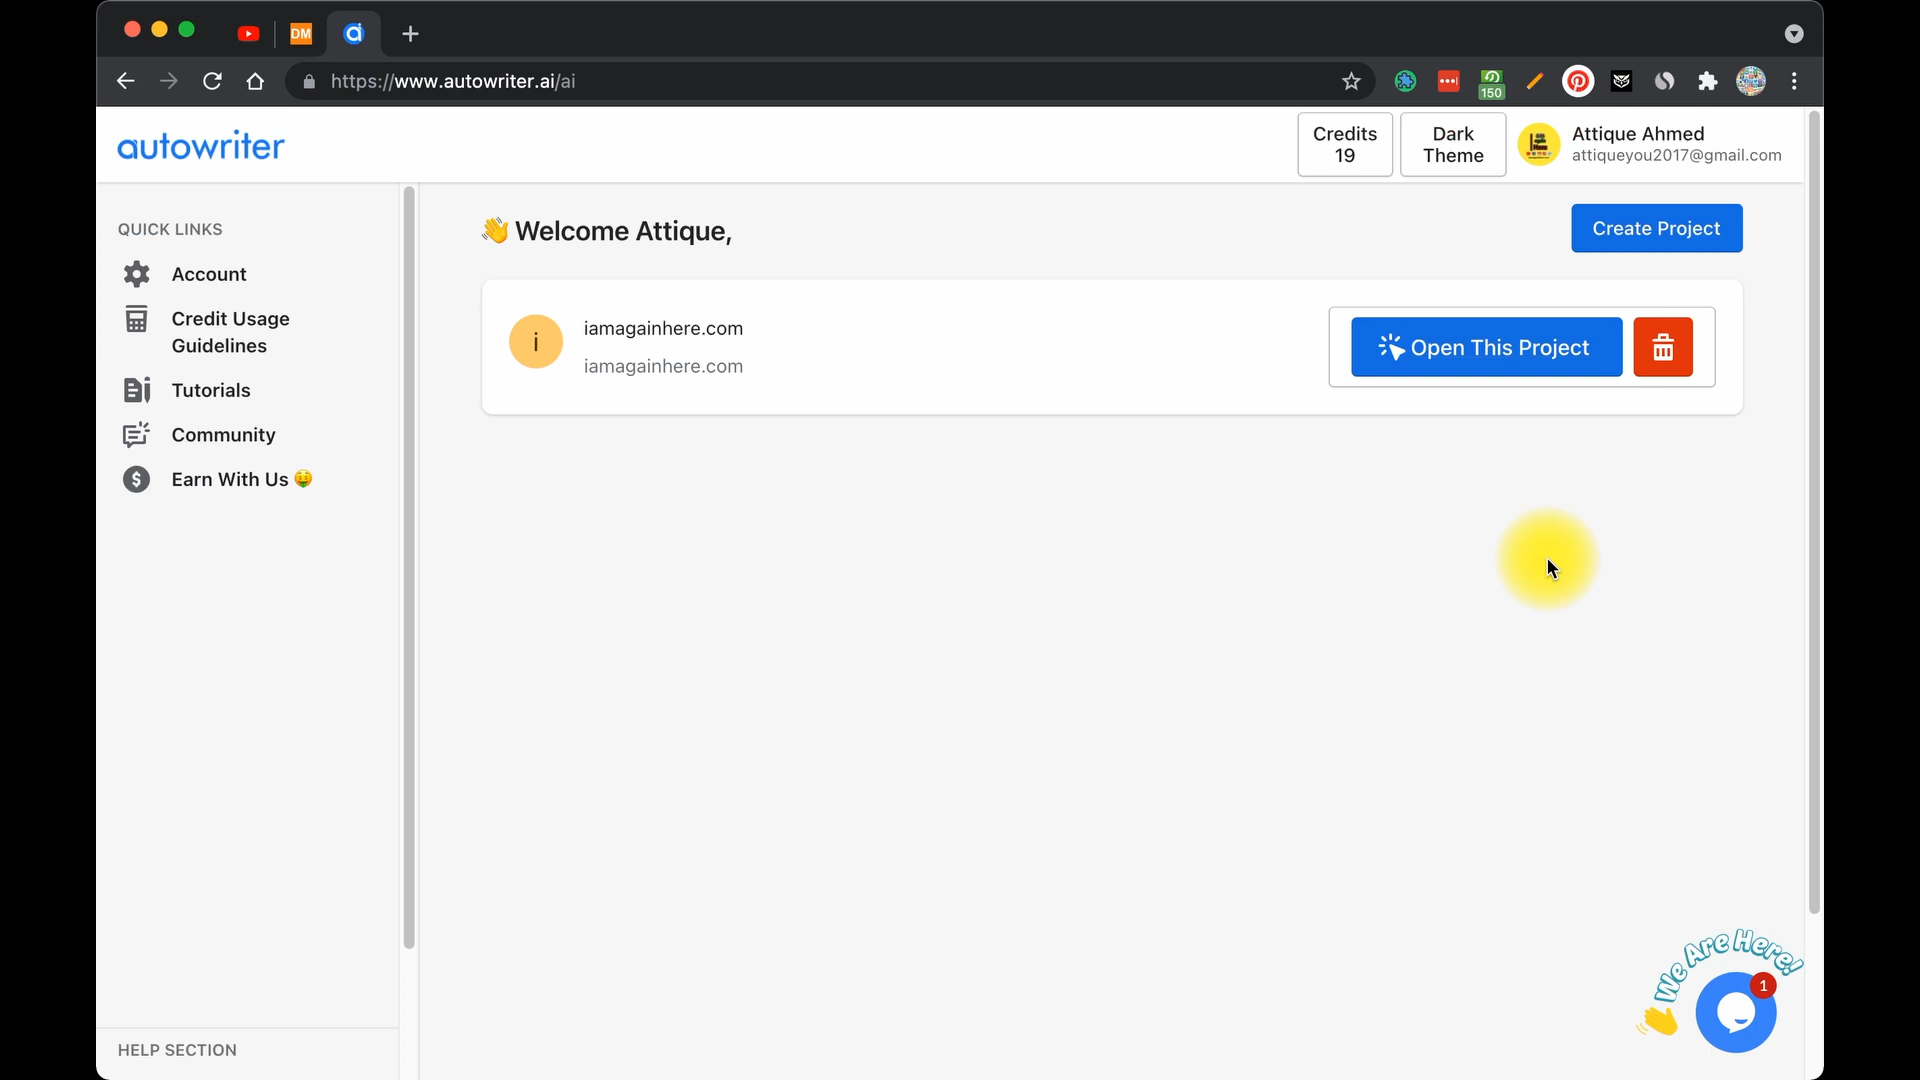 DM
https://www.autowriter.ai/ai
150
autowriter
Credits
19
Dark
Theme
Attique Ahmed
attiqueyou2017@gmail.com
QUICK LINKS
Account
Credit Usage
Guidelines
Tutorials
Community
Earn With Us 🤑
👋 Welcome Attique,
Create Project
i
iamagainhere.com
iamagainhere.com
Open This Project
We Are Here!
1
HELP SECTION